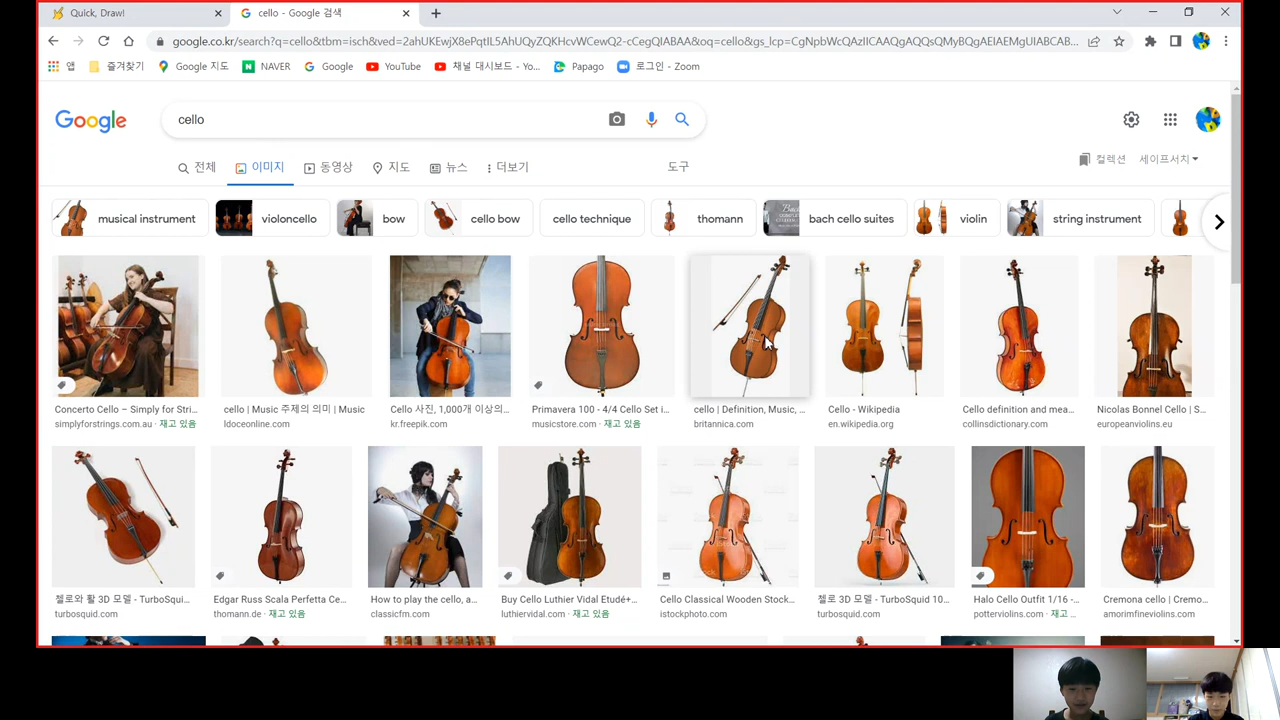 Quick, Draw!
cello - Google 검색
google.co.kr/search?q=cello&tbm=isch&ved=2ahUKEwjX8ePqtIL5AhUQyZQKHcvWCewQ2-cCegQIABAA&oq=cello&gs_lcp=CgNpbWcQAzIICAAQgAQQsQMyBQgAEIAEMgUIABCAB...
앱
즐겨찾기
Google 지도
NAVER
Google
YouTube
채널 대시보드 - Yo...
Papago
로그인 - Zoom
Google
cello
전체
이미지
동영상
지도
뉴스
더보기
도구
컬렉션
세이프서치
musical instrument
violoncello
bow
cello bow
cello technique
thomann
bach cello suites
violin
string instrument
Concerto Cello – Simply for Stri...
simplyforstrings.com.au · 재고 있음
cello | Music 주제의 의미 | Music
ldoceonline.com
Cello 사진, 1,000개 이상의...
kr.freepik.com
Primavera 100 - 4/4 Cello Set i...
musicstore.com · 재고 있음
cello | Definition, Music, ...
britannica.com
Cello - Wikipedia
en.wikipedia.org
Cello definition and mea...
collinsdictionary.com
Nicolas Bonnel Cello | S...
europeanviolins.eu
첼로와 활 3D 모델 - TurboSqui...
turbosquid.com
Edgar Russ Scala Perfetta Ce...
thomann.de · 재고 있음
How to play the cello, a...
classicfm.com
Buy Cello Luthier Vidal Etudé+...
luthiervidal.com · 재고 있음
Cello Classical Wooden Stock...
istockphoto.com
첼로 3D 모델 - TurboSquid 10...
turbosquid.com
Halo Cello Outfit 1/16 -...
potterviolins.com · 재고 ...
Cremona cello | Cremo...
amorimfineviolins.com